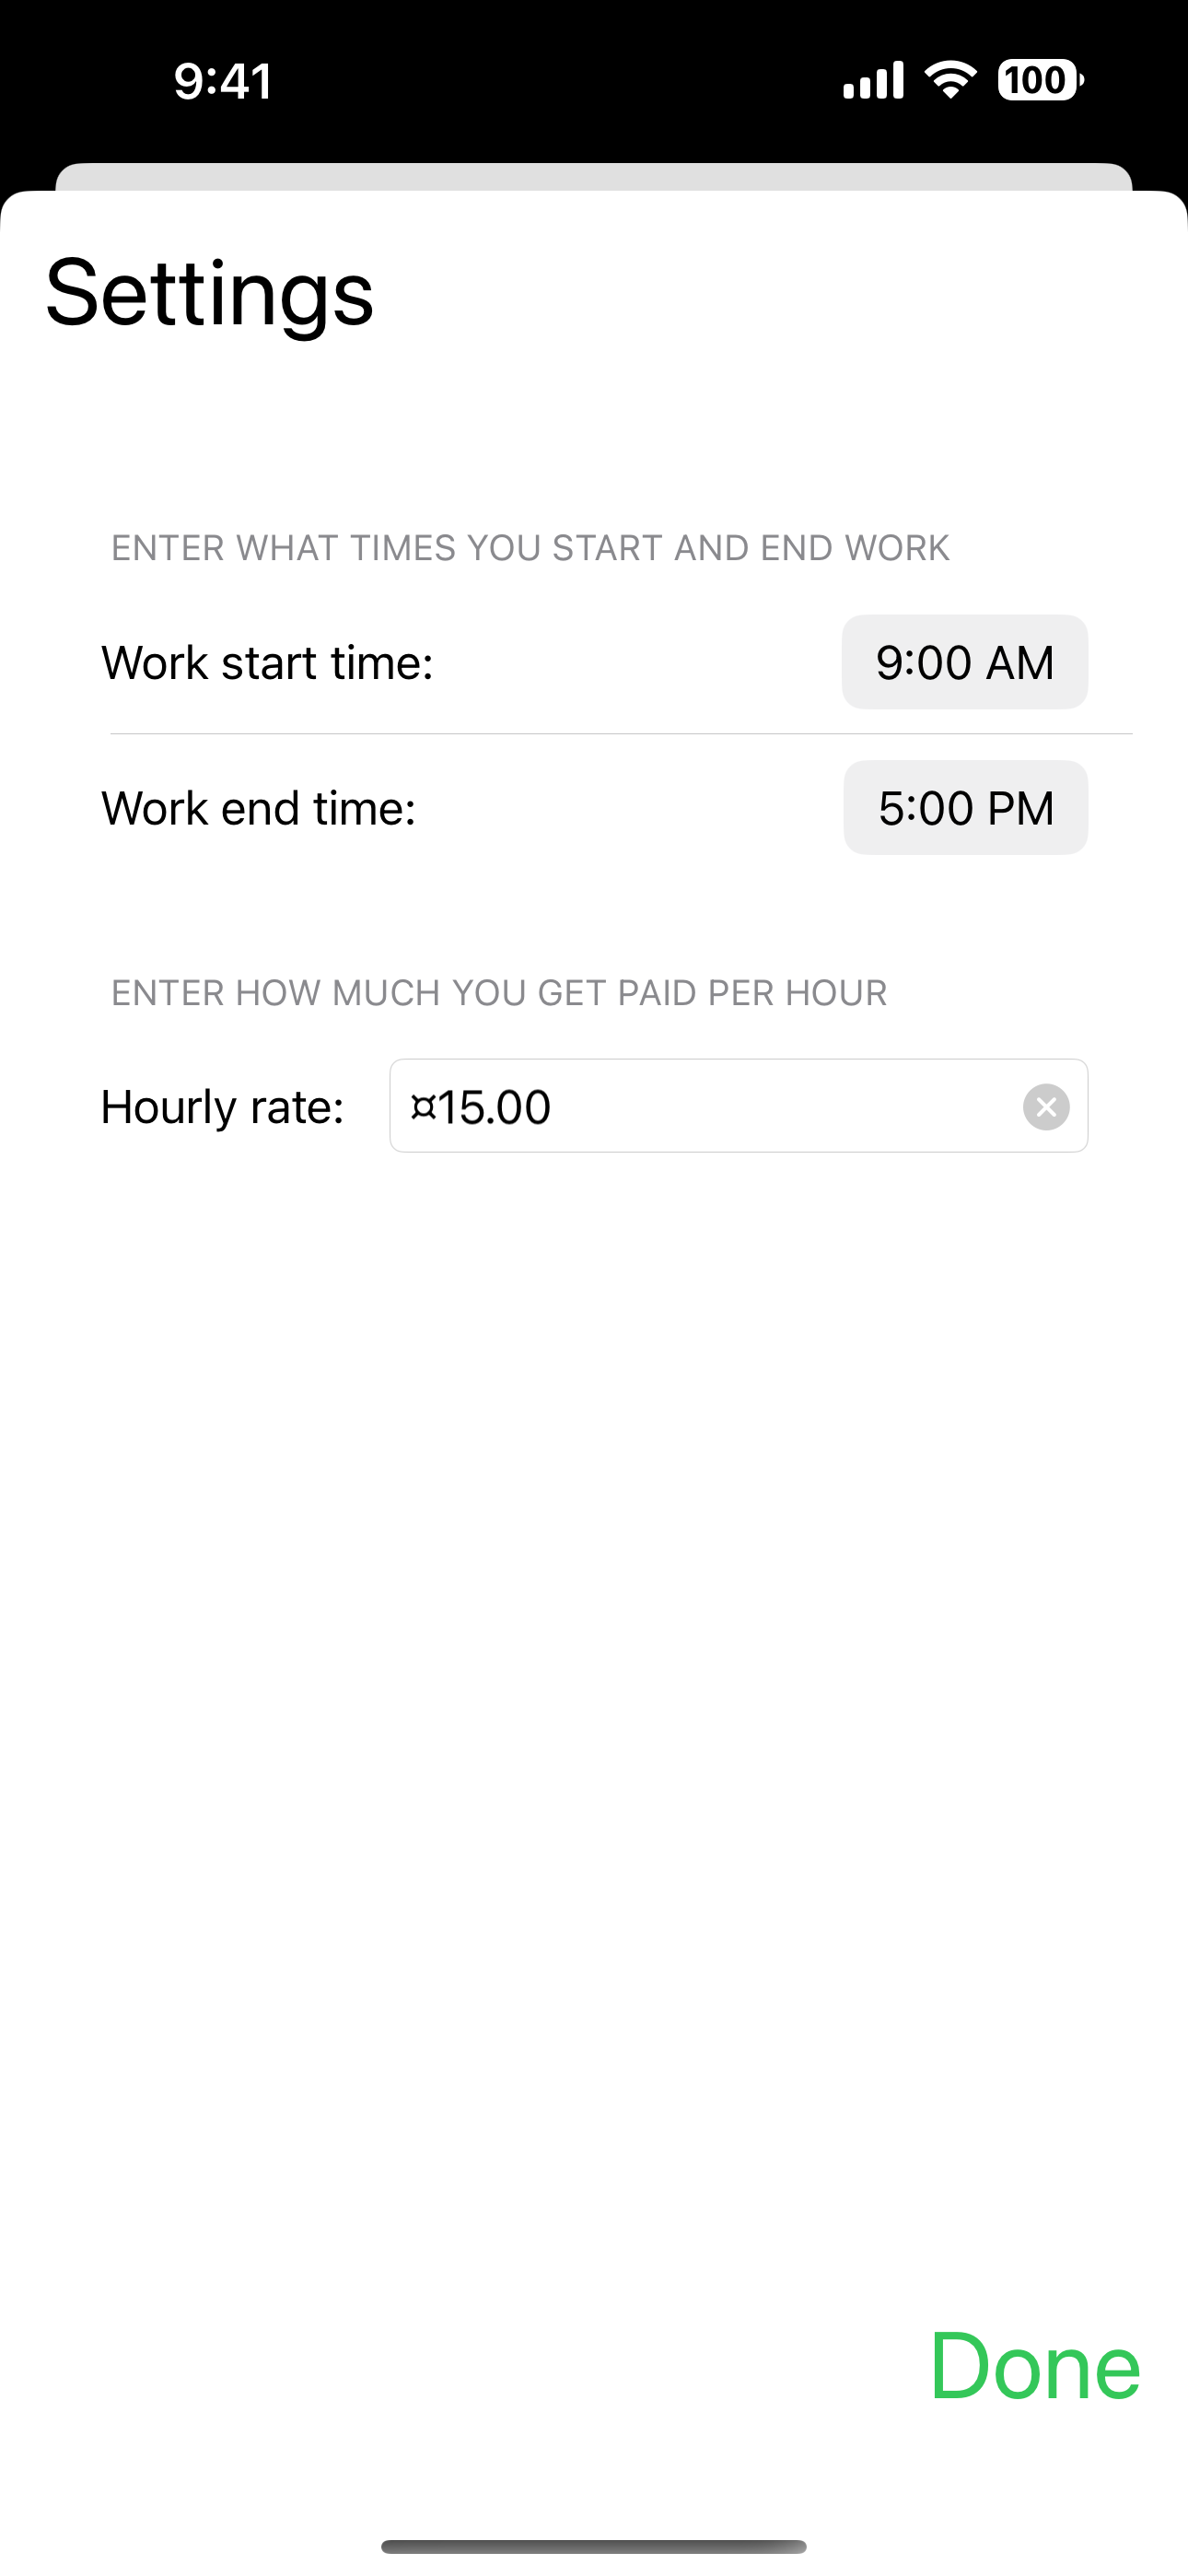 9:41
100
Settings
ENTER WHAT TIMES YOU START AND END WORK
Work start time: 9:00 AM
Work end time: 5:00 PM
ENTER HOW MUCH YOU GET PAID PER HOUR
Hourly rate: ¤15.00
Done